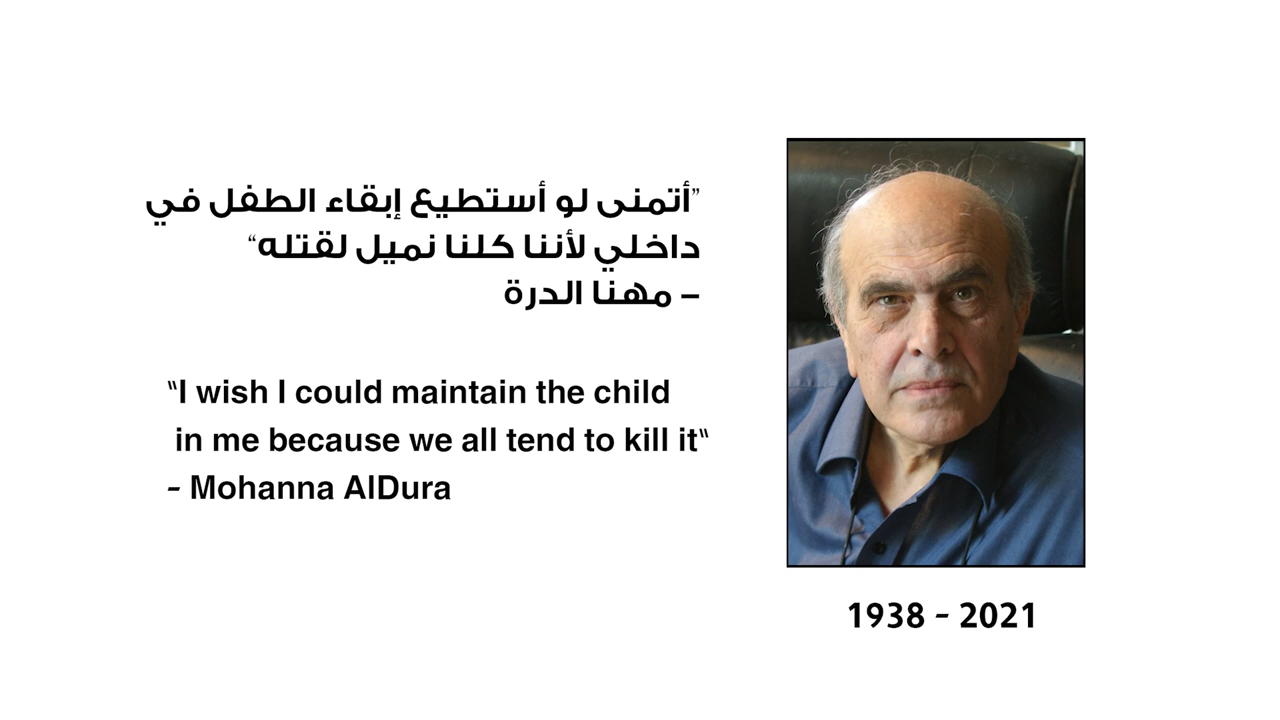 ”أتمنى لو أستطيع إبقاء الطفل في
داخلي لأننا كلنا نميل لقتله“
– مهنا الدرة
"I wish I could maintain the child
in me because we all tend to kill it"
- Mohanna AlDura
1938 - 2021